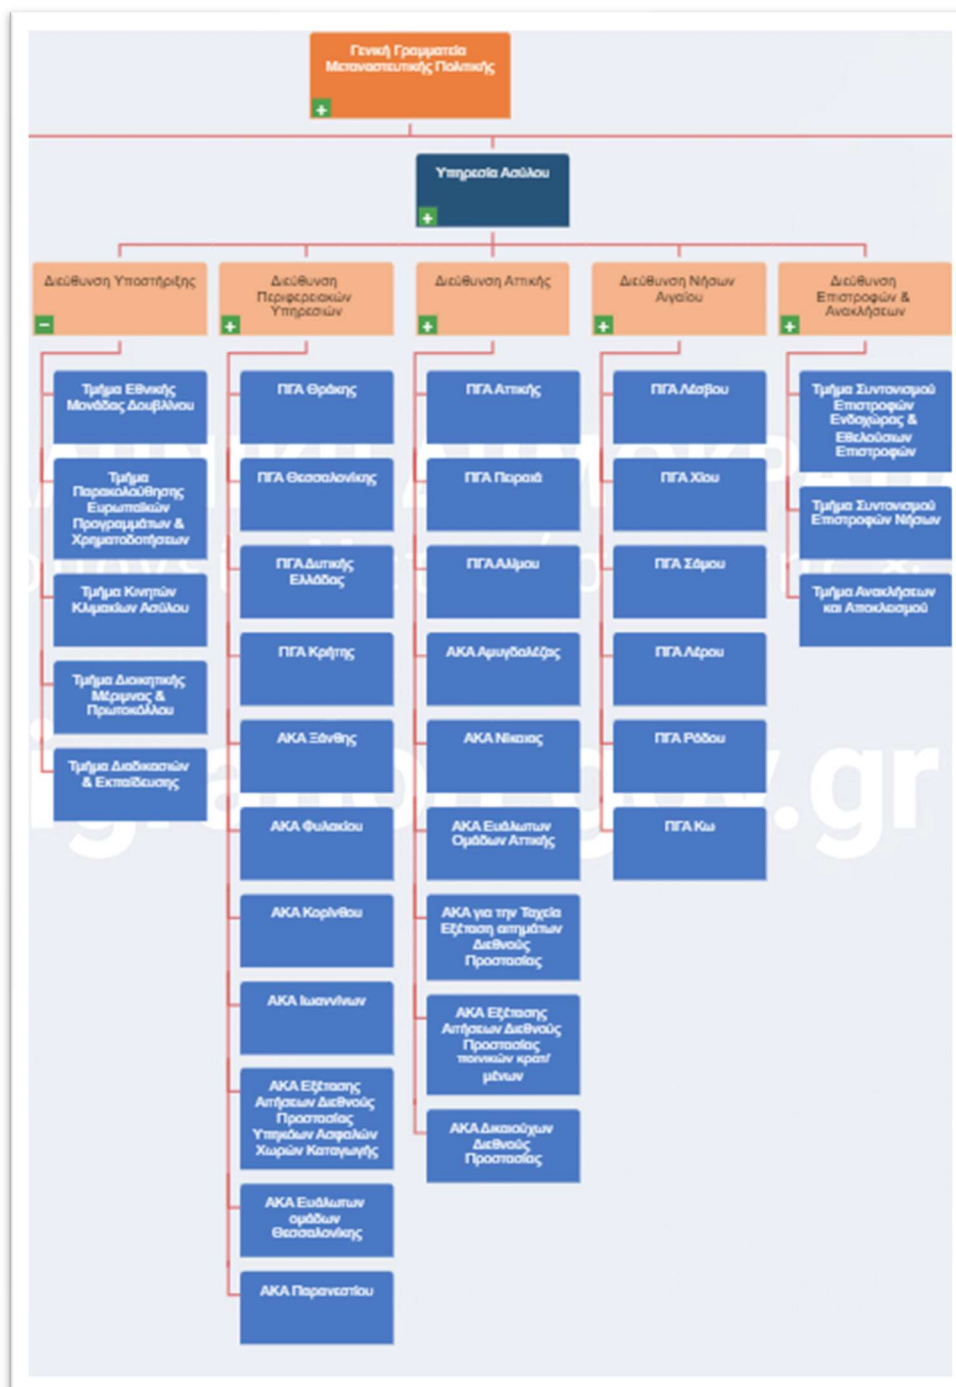 Γενική Γραμματεία
Μεταναστευτικής Πολιτικής
Υπηρεσία Ασύλου
Διεύθυνση Υποστήριξης
Τμήμα Εθνικής
Μονάδας Δουβλίνου
Τμήμα
Παρακολούθησης
Ευρωπαϊκών
Προγραμμάτων &
Χρηματοδοτήσεων
Τμήμα Κινητών
Κλιμακίων Ασύλου
Τμήμα Διοικητικής
Μέριμνας &
Πρωτοκόλλου
Τμήμα Διαδικασιών
& Εκπαίδευσης
Διεύθυνση
Περιφερειακών
Υπηρεσιών
ΠΓΑ Θράκης
ΠΓΑ Θεσσαλονίκης
ΠΓΑ Δυτικής
Ελλάδας
ΠΓΑ Κρήτης
ΑΚΑ Ξάνθης
ΑΚΑ Φυλακίου
ΑΚΑ Κορίνθου
ΑΚΑ Ιωαννίνων
ΑΚΑ Εξέτασης
Αιτήσεων Διεθνούς
Προστασίας
Υπηκόων Ασφαλών
Χωρών Καταγωγής
ΑΚΑ Ευάλωτων
ομάδων
Θεσσαλονίκης
ΑΚΑ Παρανεστίου
Διεύθυνση Αττικής
ΠΓΑ Αττικής
ΠΓΑ Πειραιά
ΠΓΑ Αλίμου
ΑΚΑ Αμυγδαλέζας
ΑΚΑ Νίκαιας
ΑΚΑ Ευάλωτων
Ομάδων Αττικής
ΑΚΑ για την Ταχεία
Εξέταση αιτημάτων
Διεθνούς
Προστασίας
ΑΚΑ Εξέτασης
Αιτήσεων Διεθνούς
Προστασίας
ποινικών κρατ/
μένων
ΑΚΑ Δικαιούχων
Διεθνούς
Προστασίας
Διεύθυνση Νήσων
Αιγαίου
ΠΓΑ Λέσβου
ΠΓΑ Χίου
ΠΓΑ Σάμου
ΠΓΑ Λέρου
ΠΓΑ Ρόδου
ΠΓΑ Κω
Διεύθυνση
Επιστροφών &
Ανακλήσεων
Τμήμα Συντονισμού
Επιστροφών
Ενδοχώρας &
Εθελούσιων
Επιστροφών
Τμήμα Συντονισμού
Επιστροφών Νήσων
Τμήμα Ανακλήσεων
και Αποκλεισμού